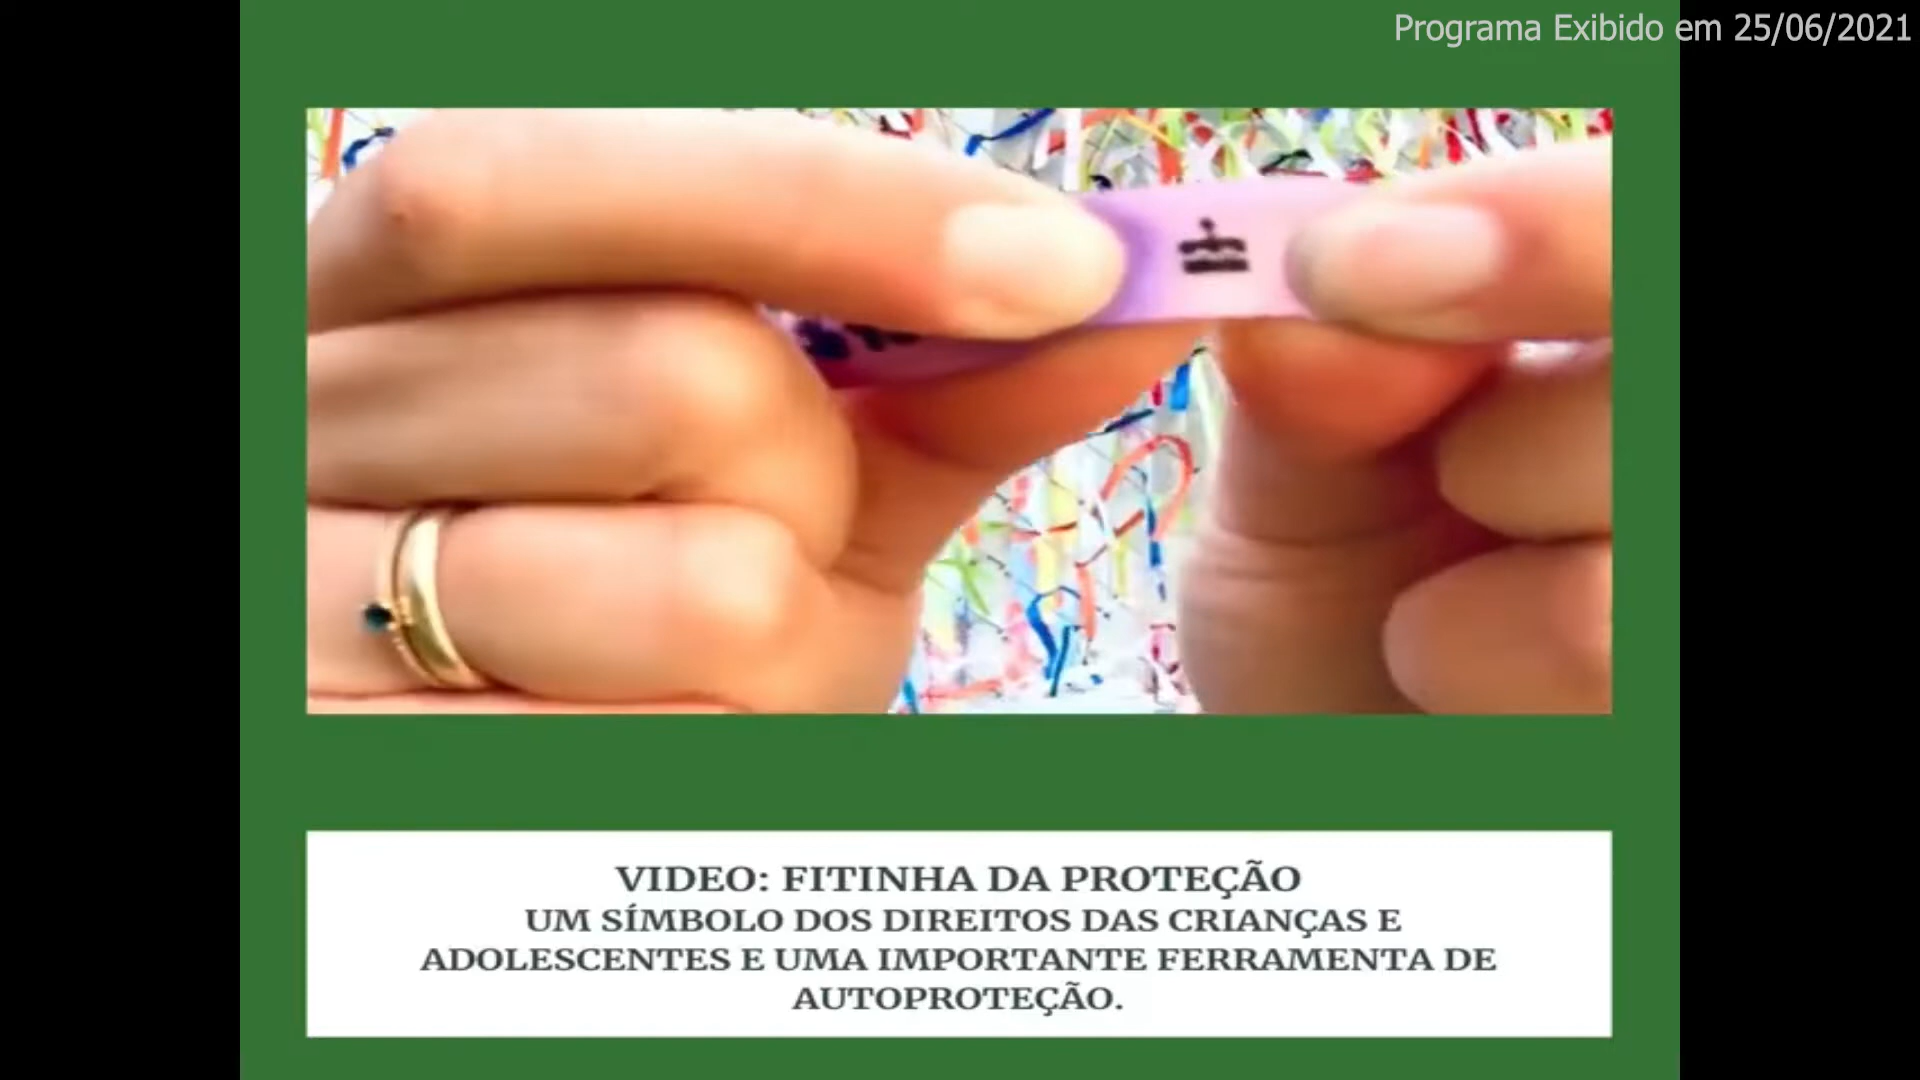 Programa Exibido em 25/06/2021
VIDEO: FITINHA DA PROTEÇÃO
UM SÍMBOLO DOS DIREITOS DAS CRIANÇAS E
ADOLESCENTES E UMA IMPORTANTE FERRAMENTA DE
AUTOPROTEÇÃO.